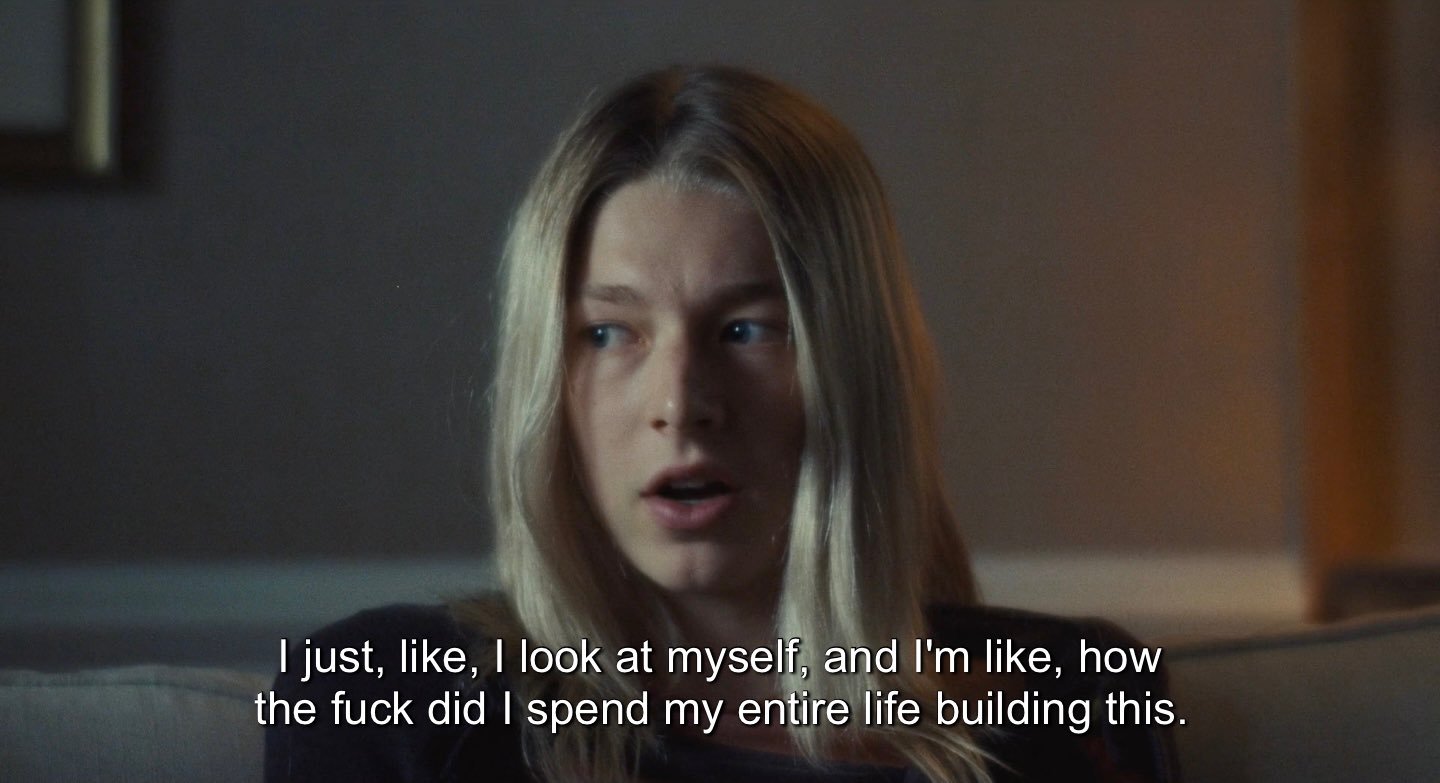 I just, like, I look at myself, and I'm like, how
the fuck did I spend my entire life building this.